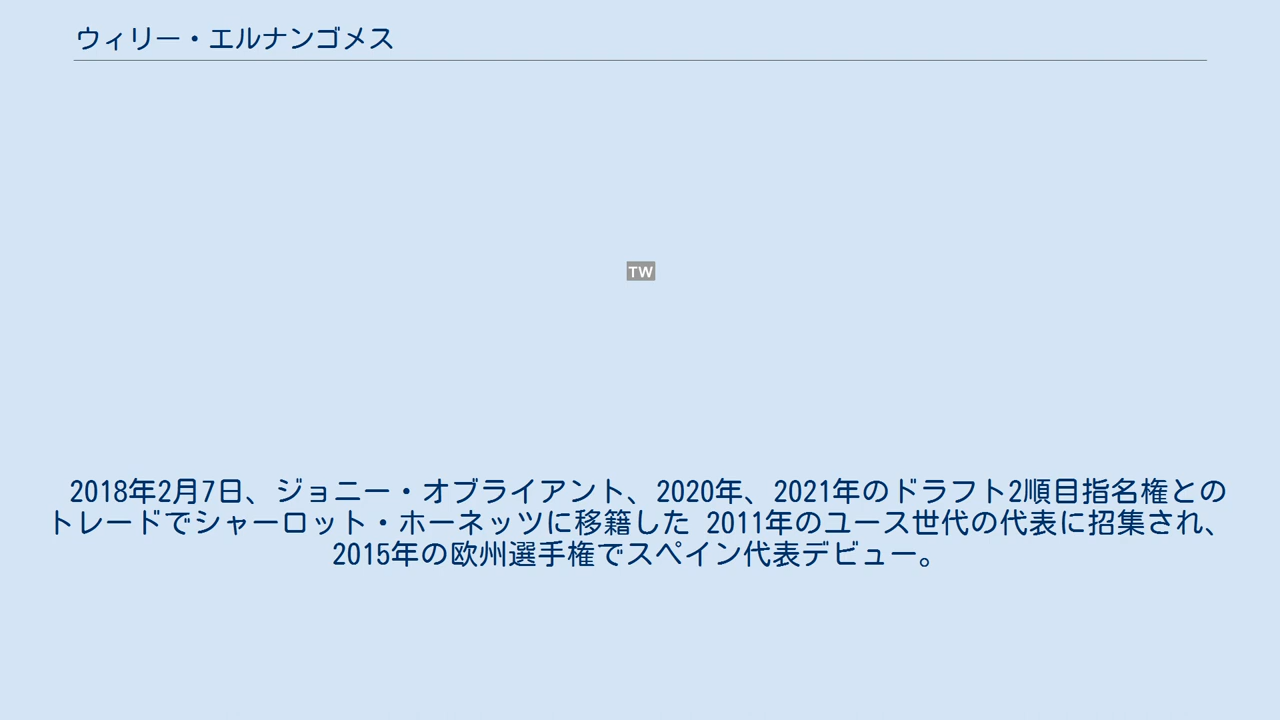 ウィリー・エルナンゴメス
TW
2018年2月7日、ジョニー・オブライアント、2020年、2021年のドラフト2順目指名権との
トレードでシャーロット・ホーネッツに移籍した 2011年のユース世代の代表に招集され、
2015年の欧州選手権でスペイン代表デビュー。